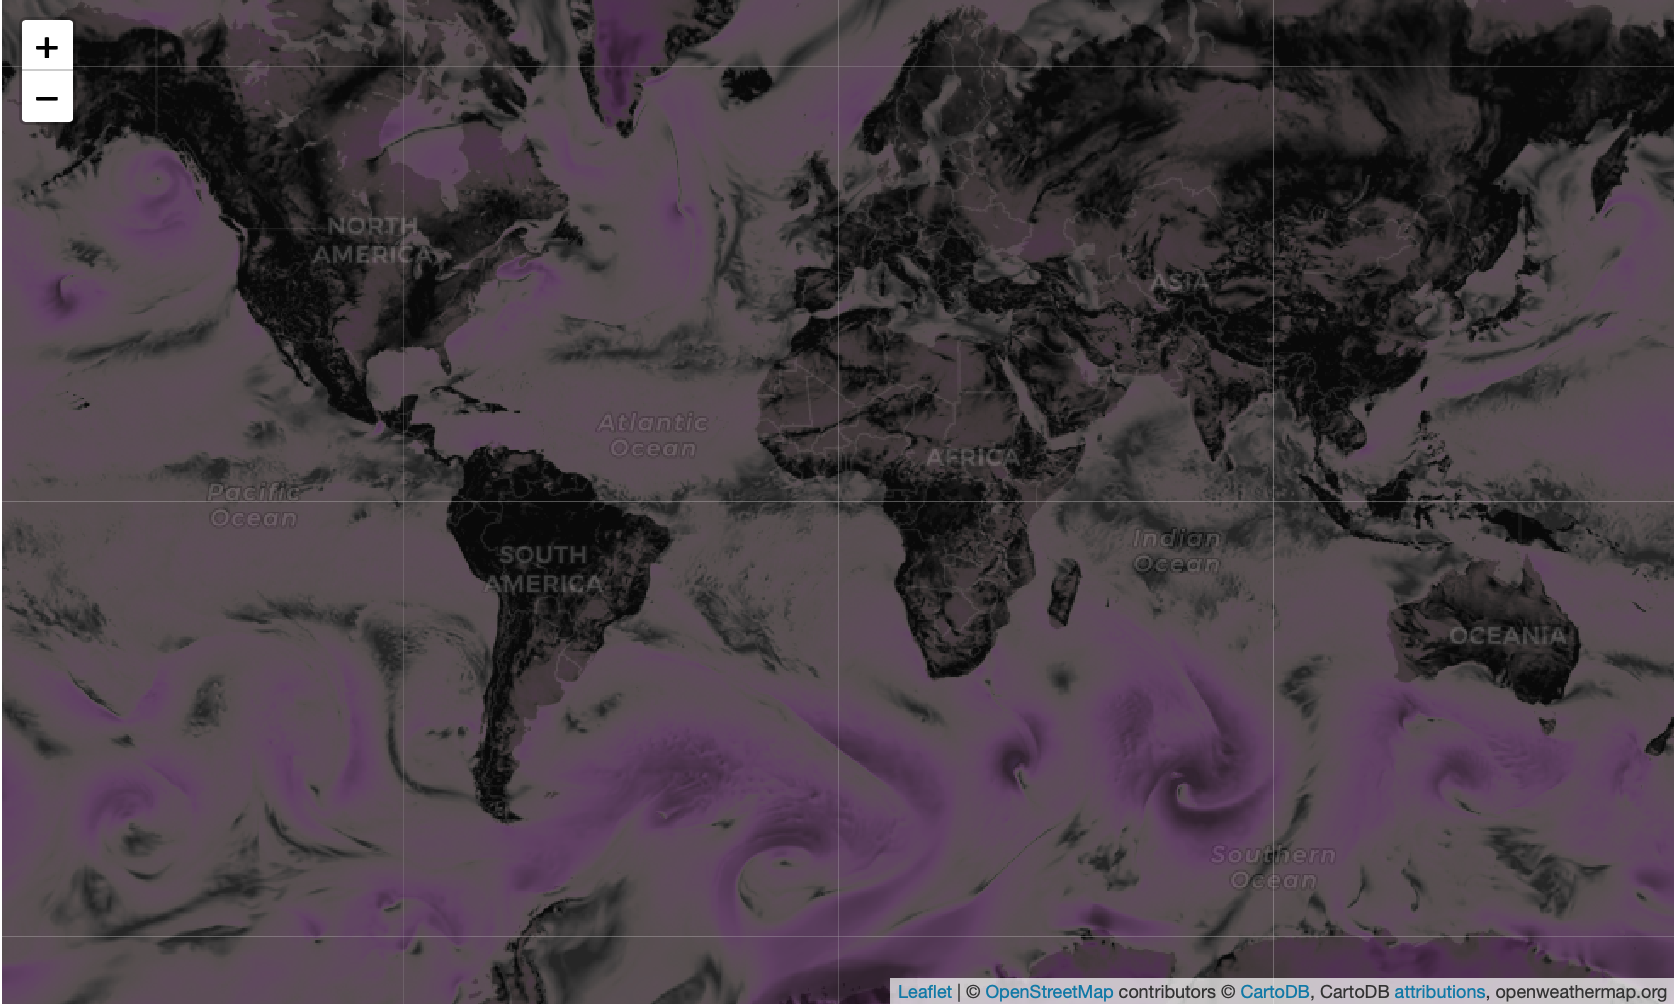 +
−
NORTH
AMERICA
ASIA
Atlantic
Ocean
AFRICA
Pacific
Ocean
Indian
Ocean
SOUTH
AMERICA
OCEANIA
Southern
Ocean
Leaflet | © OpenStreetMap contributors © CartoDB, CartoDB attributions, openweathermap.org